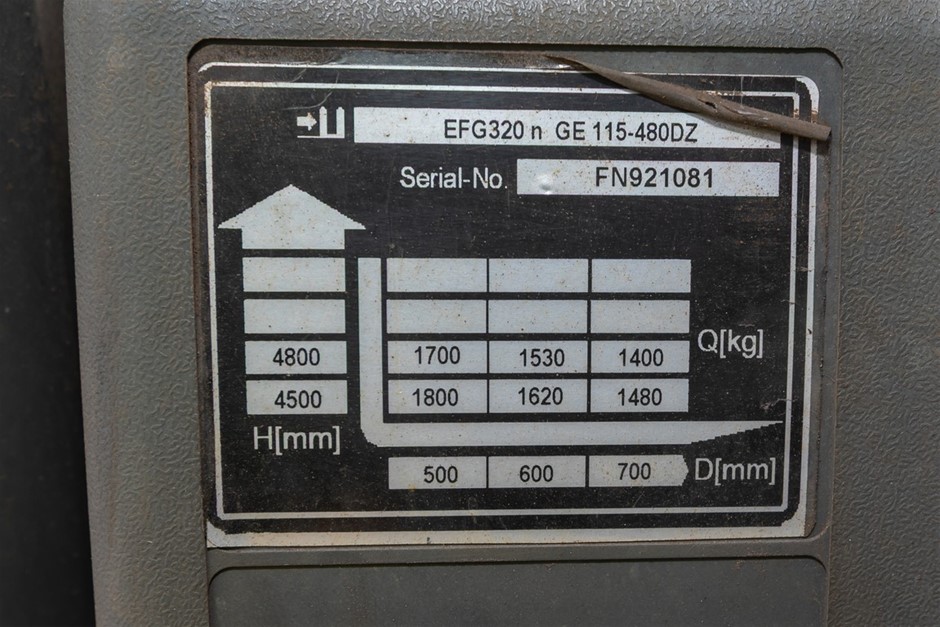 EFG320 n GE 115-480DZ
Serial-No. FN921081
4800 1700 1530 1400 Q[kg]
4500 1800 1620 1480
H[mm]
500 600 700 D[mm]